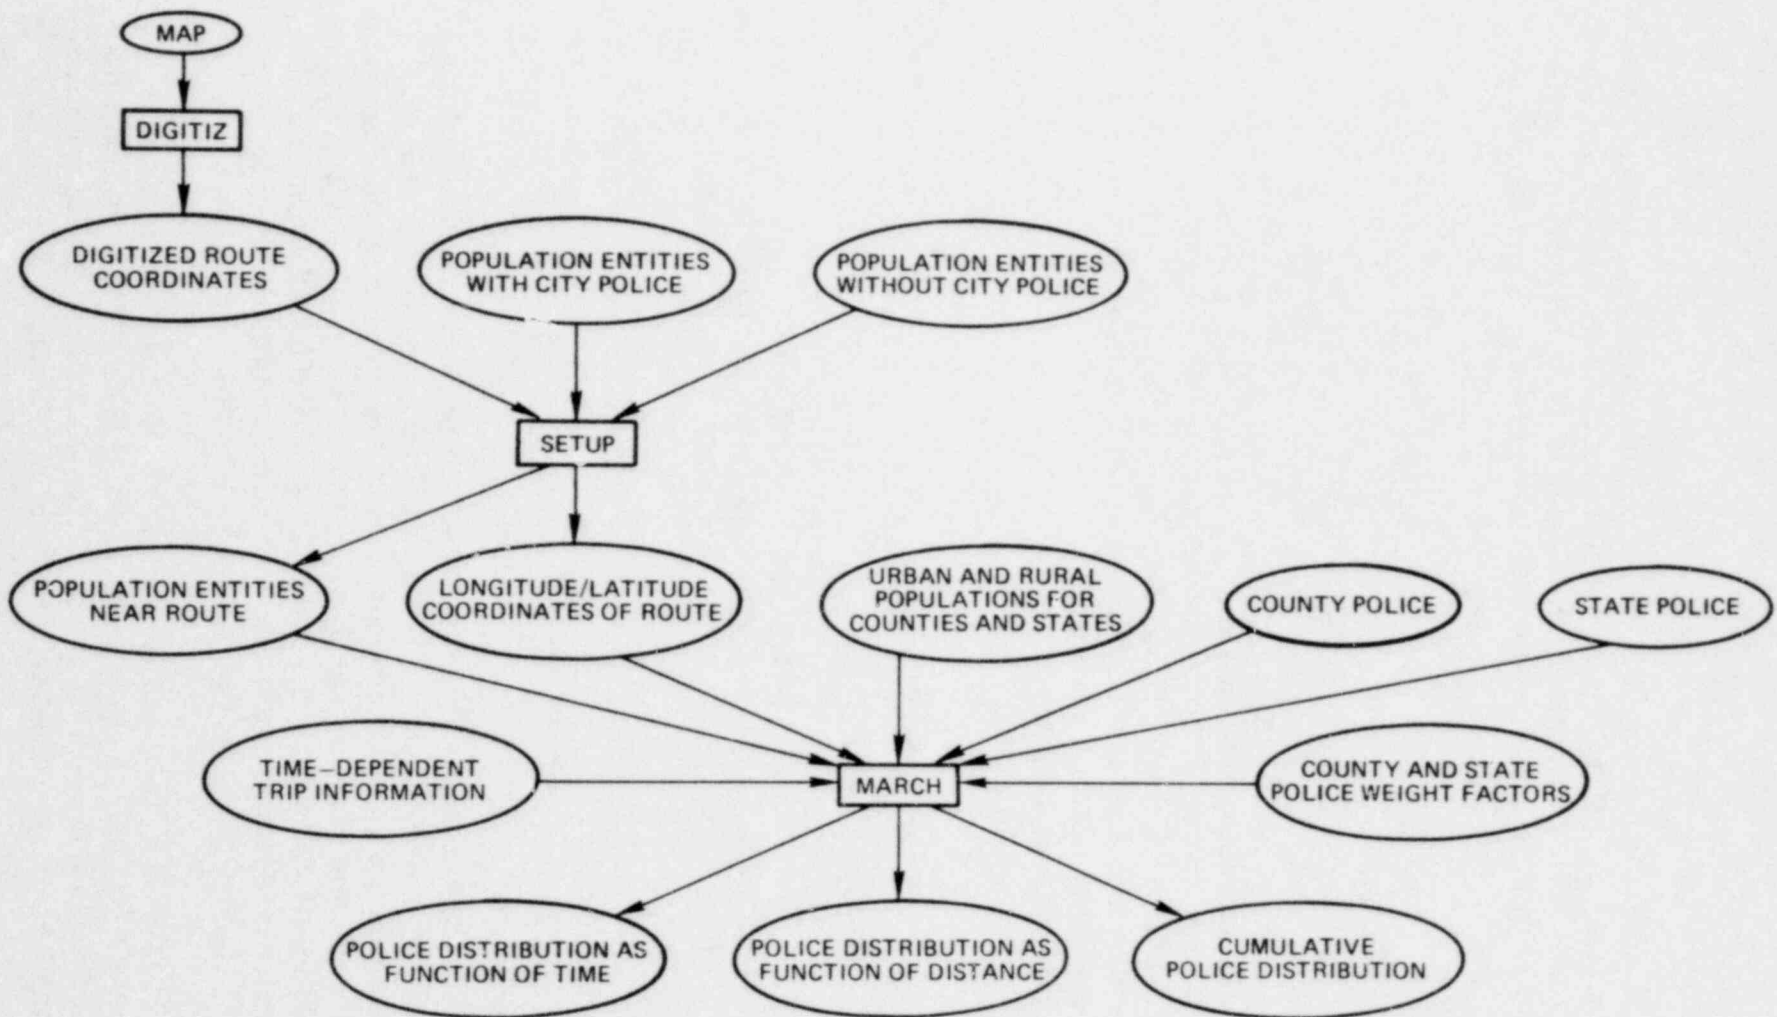 MAP
DIGITIZ
DIGITIZED ROUTE
COORDINATES
POPULATION ENTITIES
WITH CITY POLICE
POPULATION ENTITIES
WITHOUT CITY POLICE
SETUP
POPULATION ENTITIES
NEAR ROUTE
LONGITUDE/LATITUDE
COORDINATES OF ROUTE
URBAN AND RURAL
POPULATIONS FOR
COUNTIES AND STATES
COUNTY POLICE
STATE POLICE
TIME-DEPENDENT
TRIP INFORMATION
MARCH
COUNTY AND STATE
POLICE WEIGHT FACTORS
POLICE DISTRIBUTION AS
FUNCTION OF TIME
POLICE DISTRIBUTION AS
FUNCTION OF DISTANCE
CUMULATIVE
POLICE DISTRIBUTION